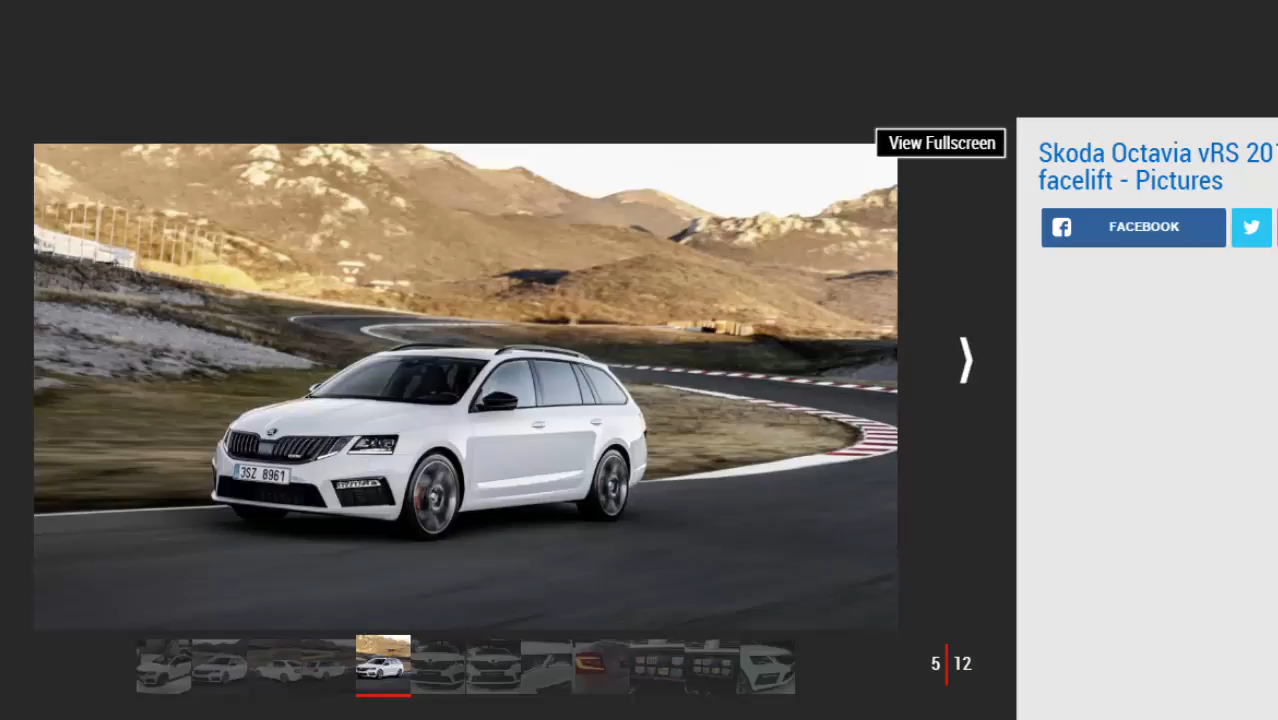 View Fullscreen
Skoda Octavia vRS 201
facelift - Pictures
FACEBOOK
3SZ 8961
5 12